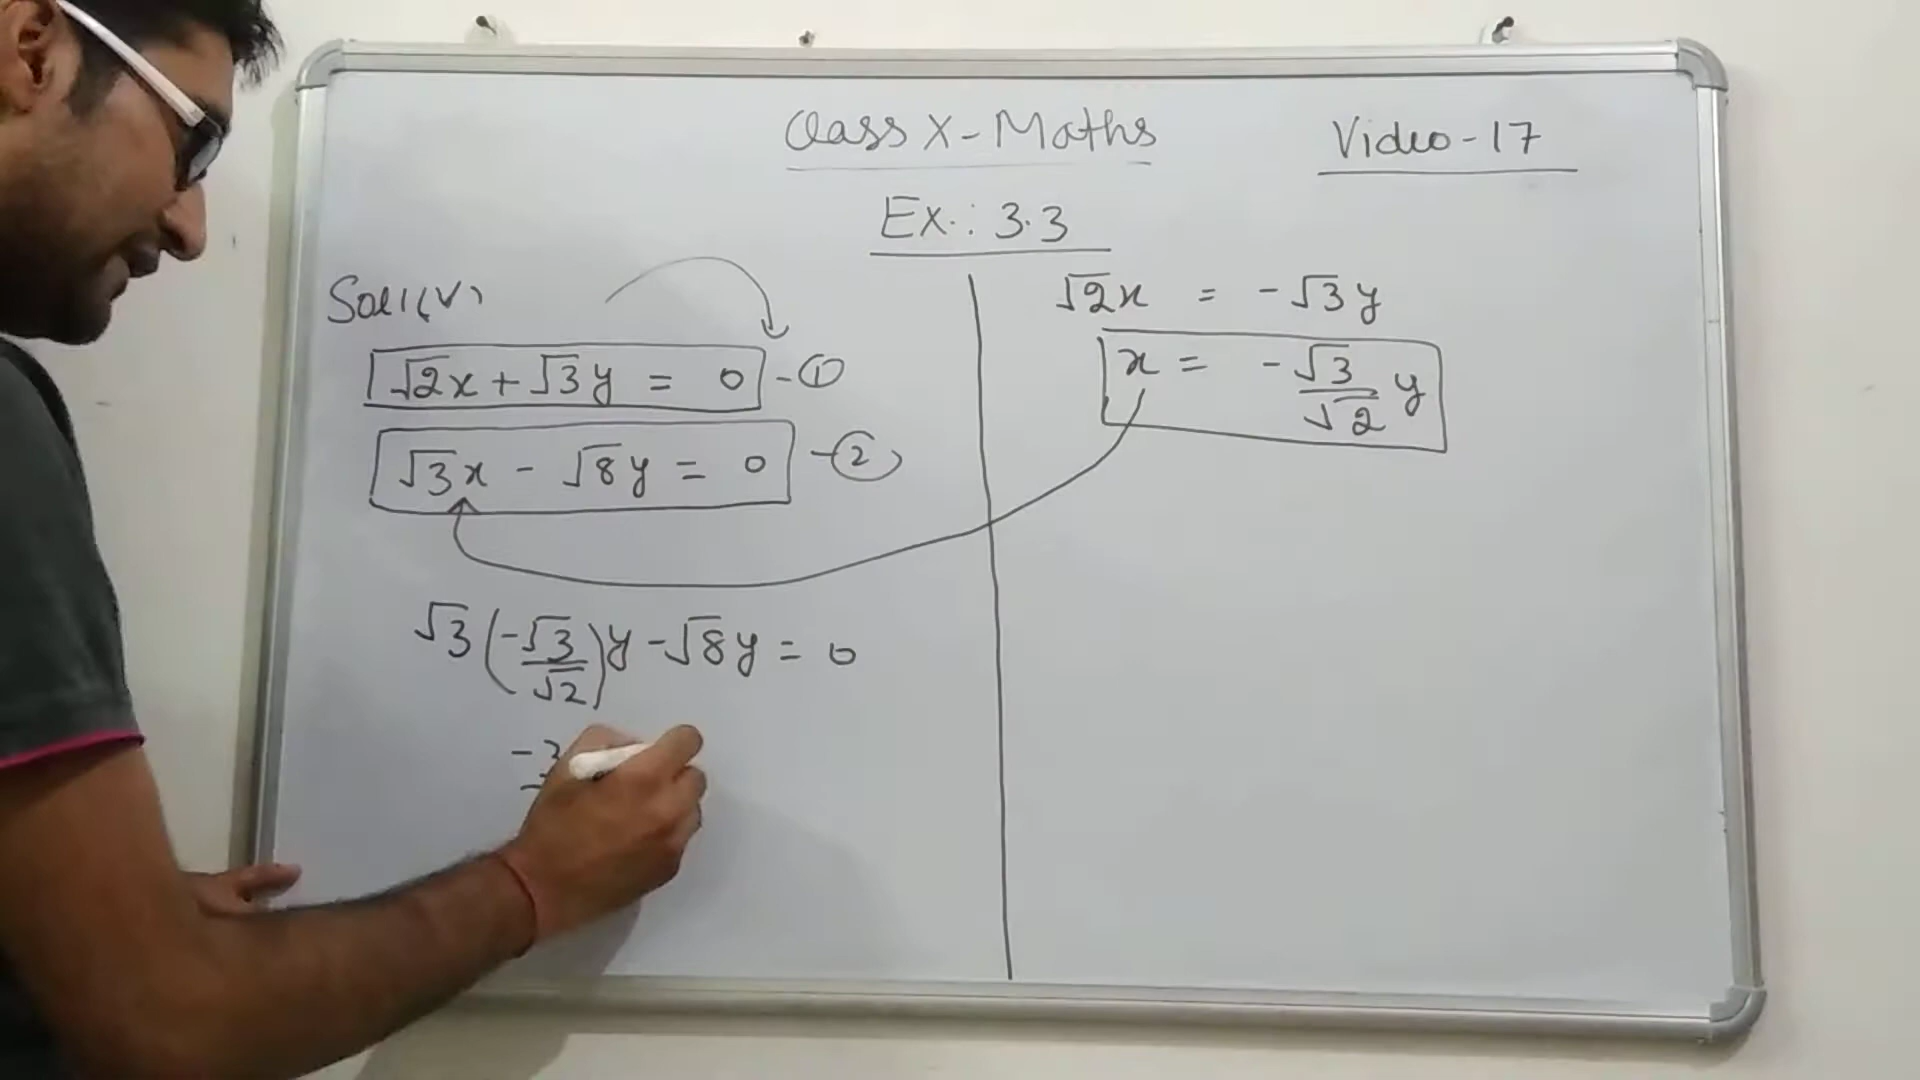 Class X - Maths
Video - 17
Ex.: 3.3
Sol:(V)
√2x + √3y = 0 - ①
√3x - √8y = 0 - ②
√3(-√3/√2)y - √8y = 0
-3
√2x = -√3y
x = -√3/√2 y